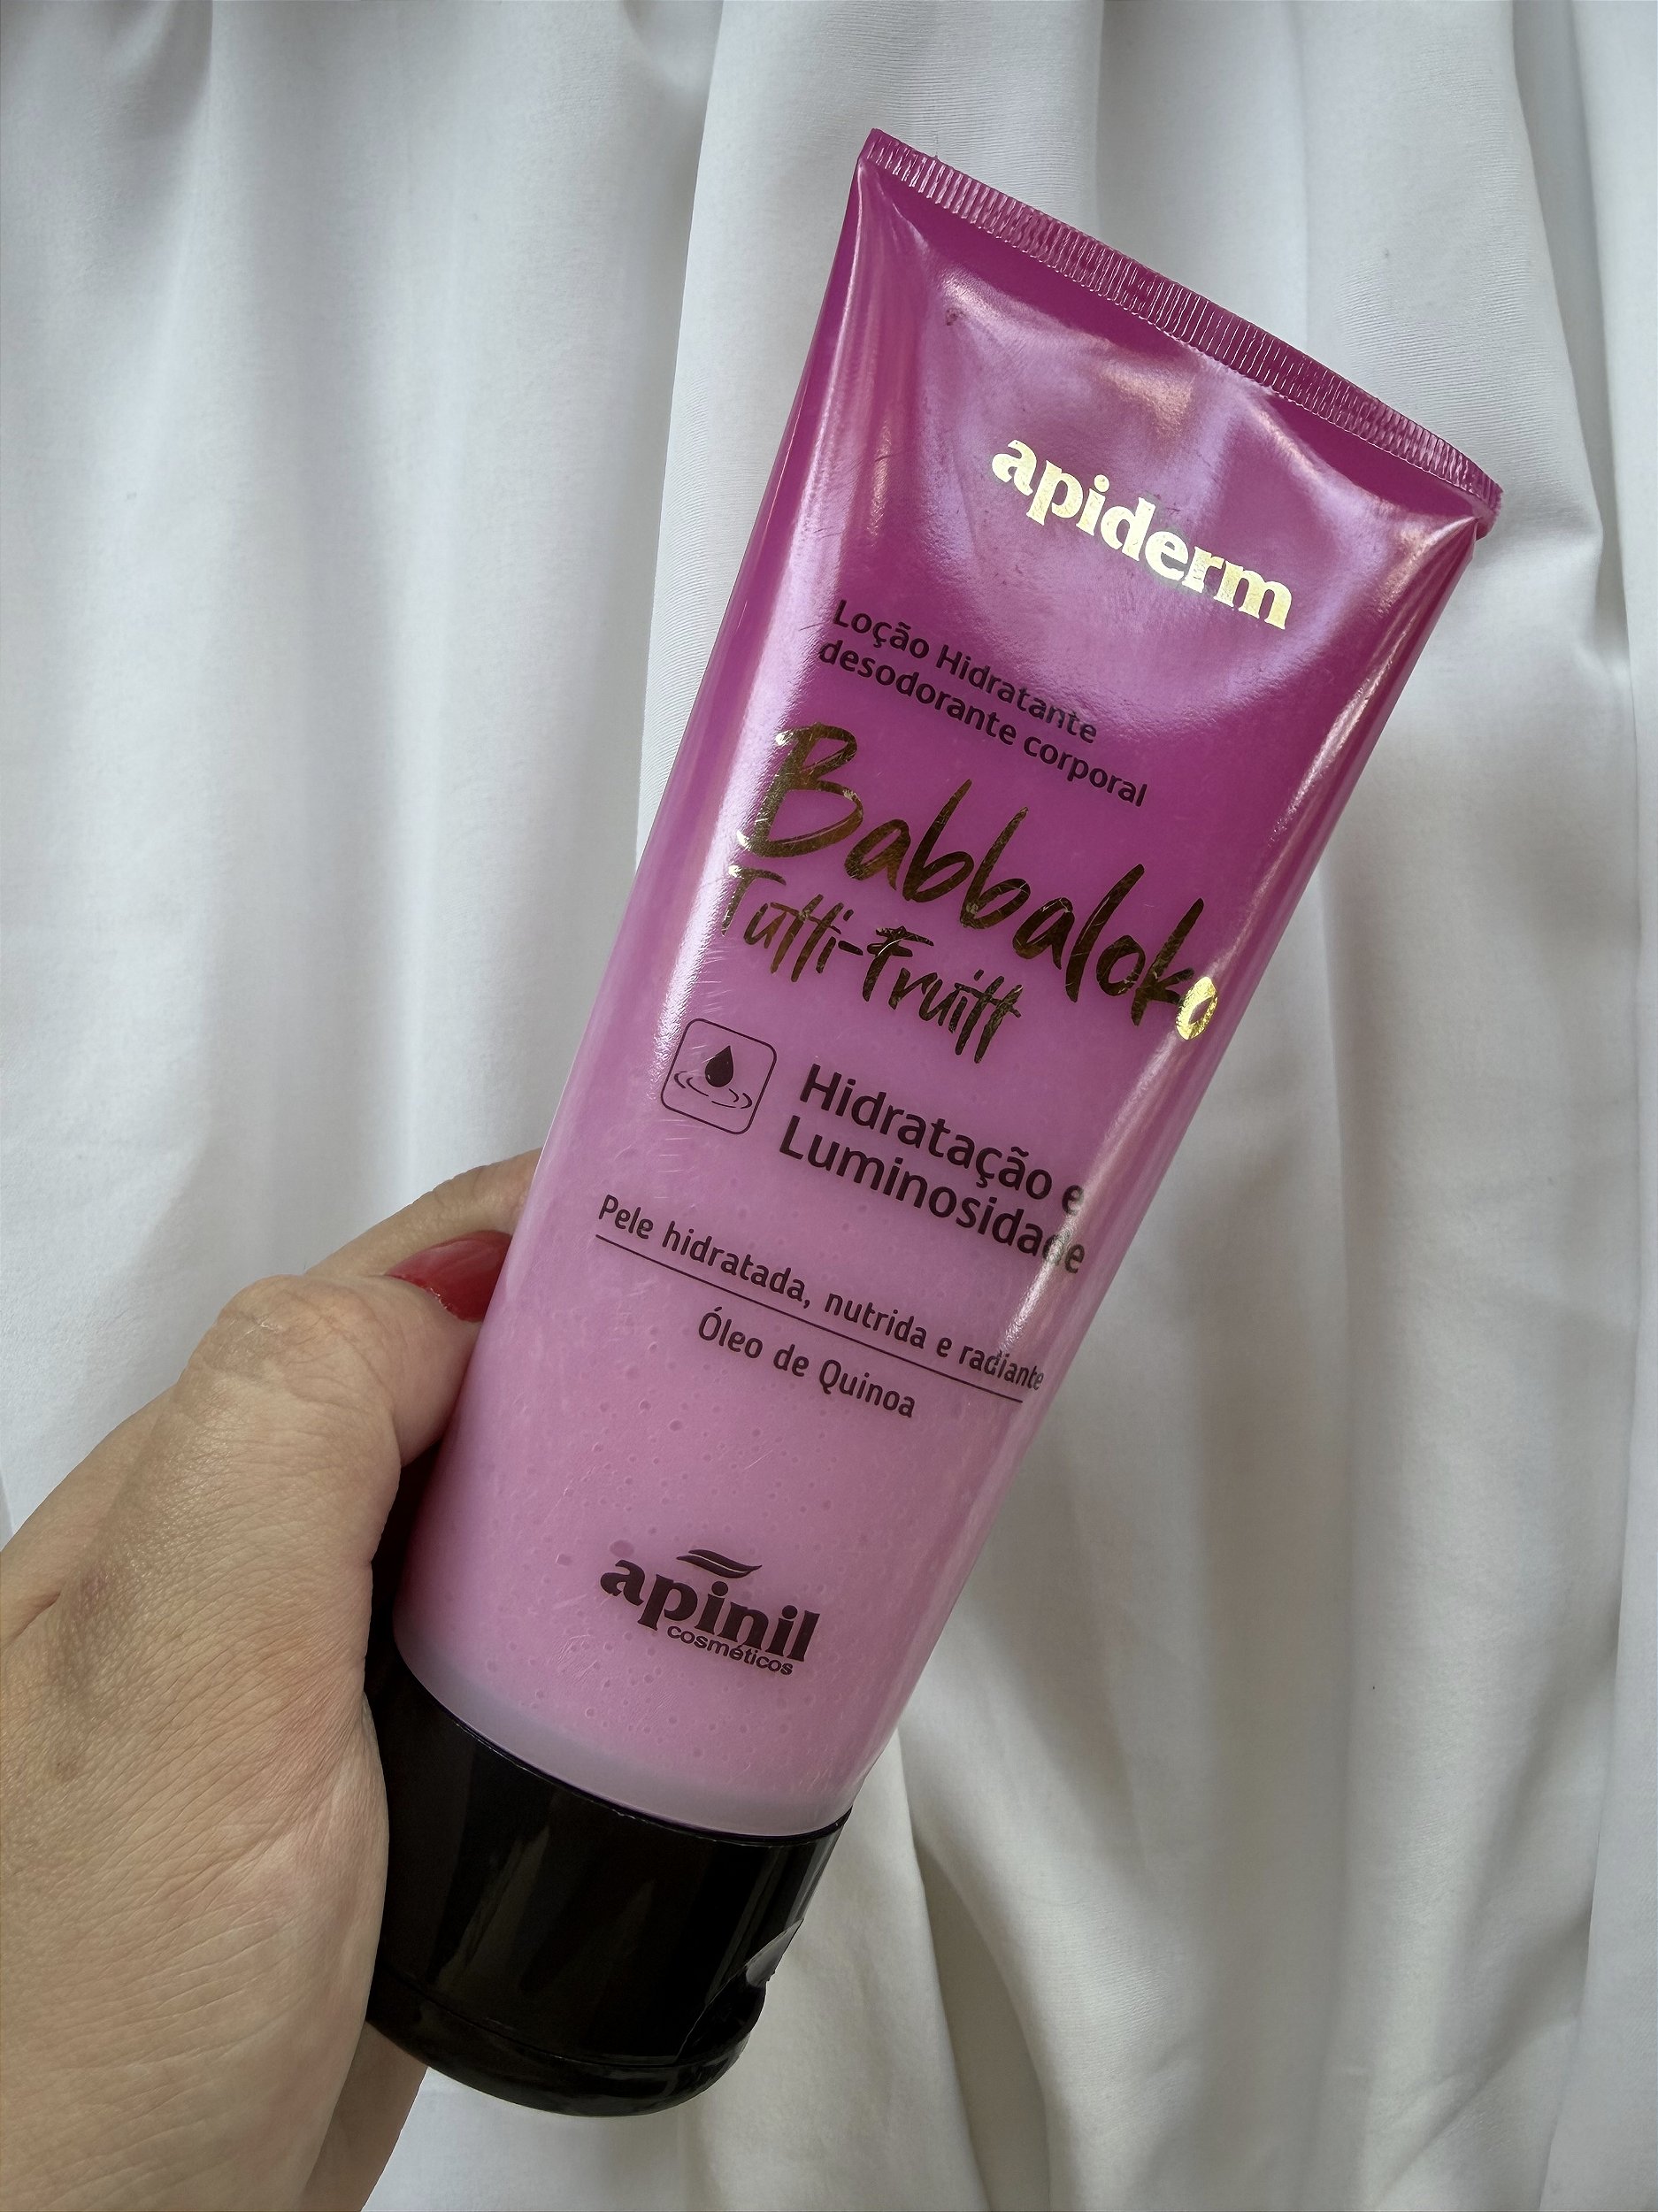 apiderm
Loção Hidratante
desodorante corporal
Babbaloko
Tutti-Frutti
Hidratação e
Luminosidade
Pele hidratada, nutrida e radiante
Óleo de Quinoa
apinil
cosméticos